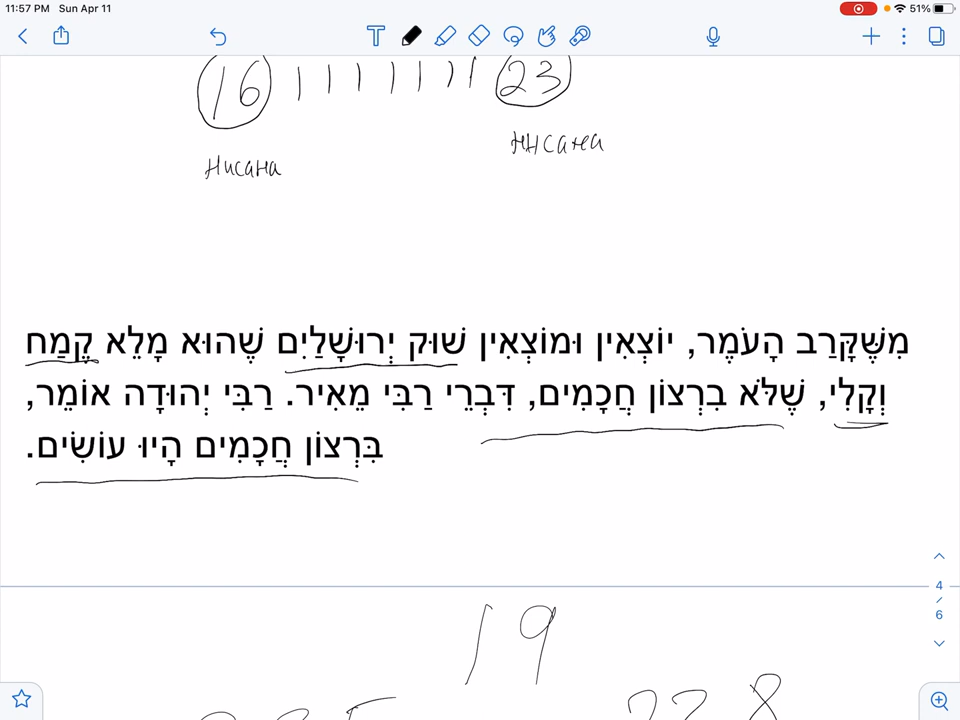 11:57 PM Sun Apr 11
51%
16 23
Нисана
нисана
מִשֶּׁקָּרַב הָעֹמֶר, יוֹצְאִין וּמוֹצְאִין שׁוּק יְרוּשָׁלַיִם שֶׁהוּא מָלֵא קֶמַח
וְקָלִי, שֶׁלֹּא בִרְצוֹן חֲכָמִים, דִּבְרֵי רַבִּי מֵאִיר. רַבִּי יְהוּדָה אוֹמֵר,
בִּרְצוֹן חֲכָמִים הָיוּ עוֹשִׂים.
4
/
6
19